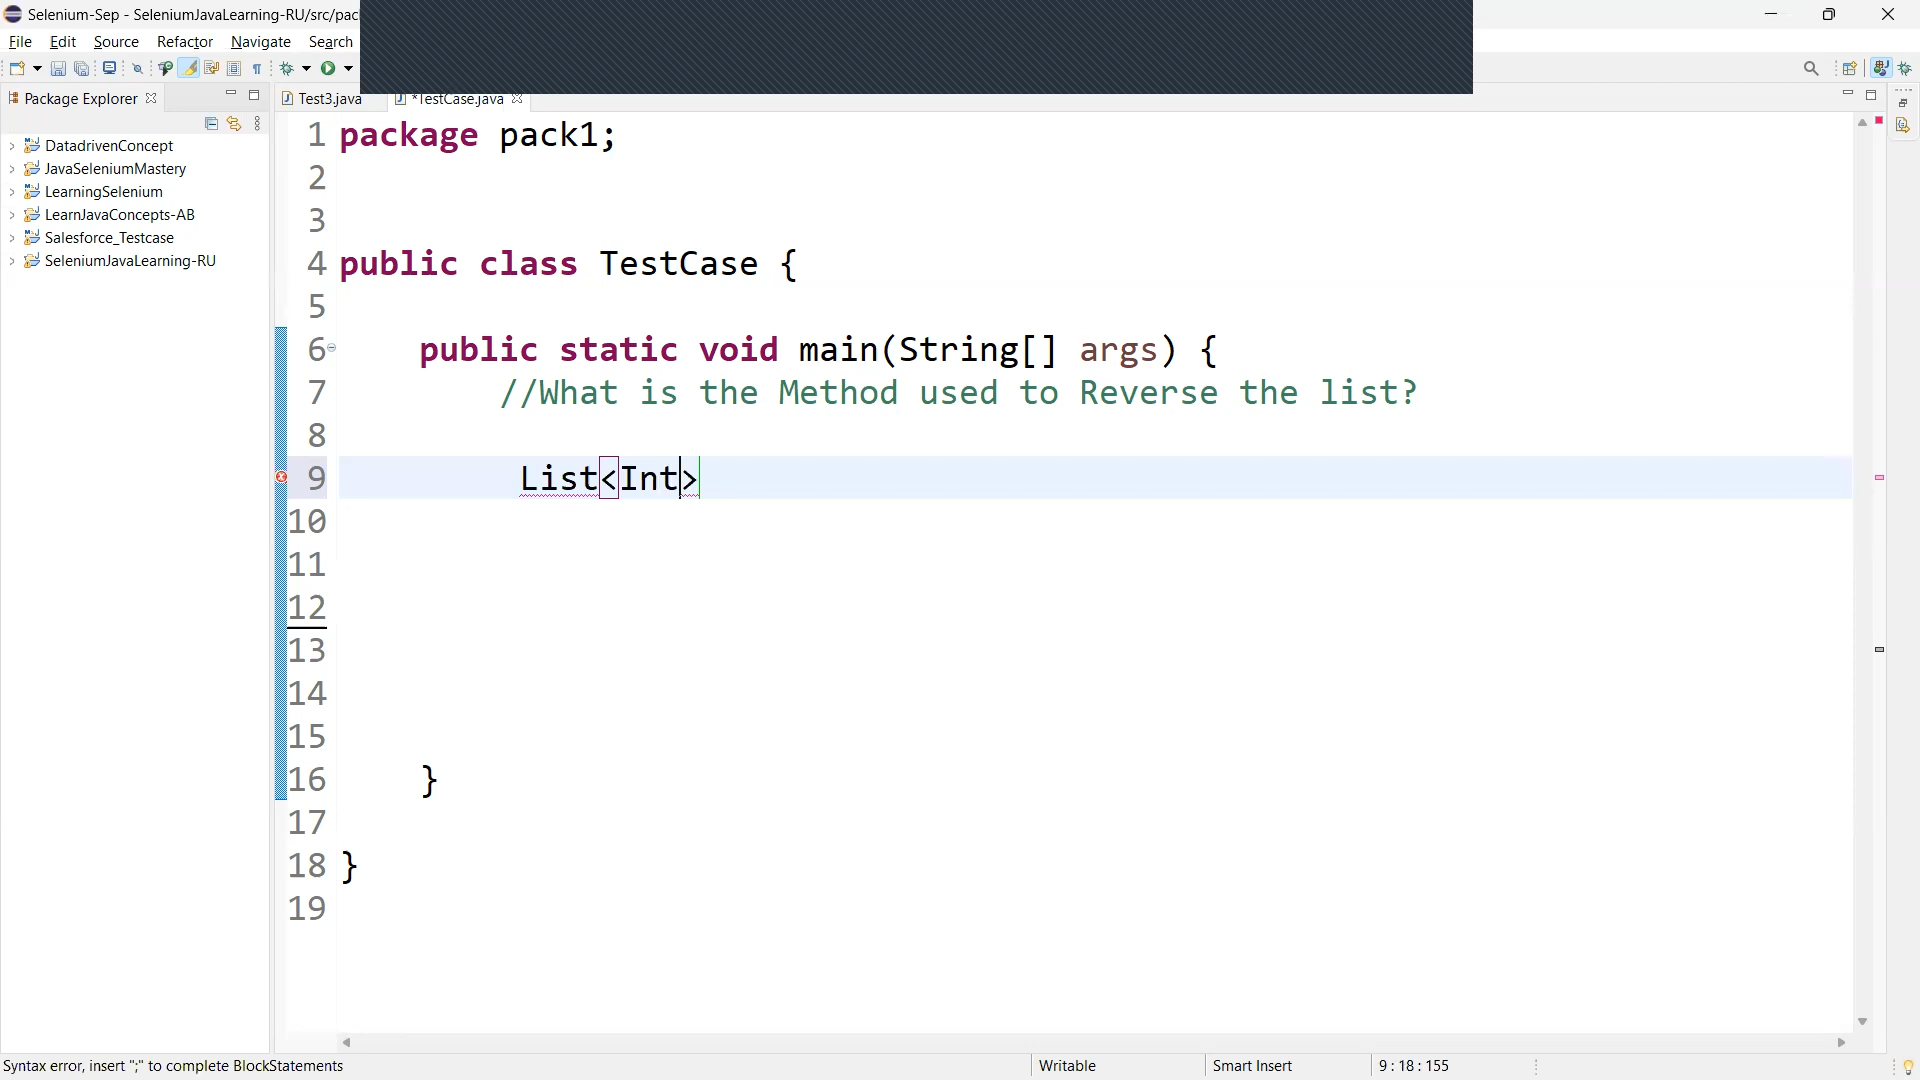 Selenium-Sep - SeleniumJavaLearning-RU/src/pac
File Edit Source Refactor Navigate Search
Package Explorer
Test3.java
*TestCase.java
DatadrivenConcept
JavaSeleniumMastery
LearningSelenium
LearnJavaConcepts-AB
Salesforce_Testcase
SeleniumJavaLearning-RU
1 package pack1;
2
3
4 public class TestCase {
5
6 public static void main(String[] args) {
7 //What is the Method used to Reverse the list?
8
9 List<Int>
10
11
12
13
14
15
16 }
17
18 }
19
Syntax error, insert ";" to complete BlockStatements
Writable
Smart Insert
9 : 18 : 155